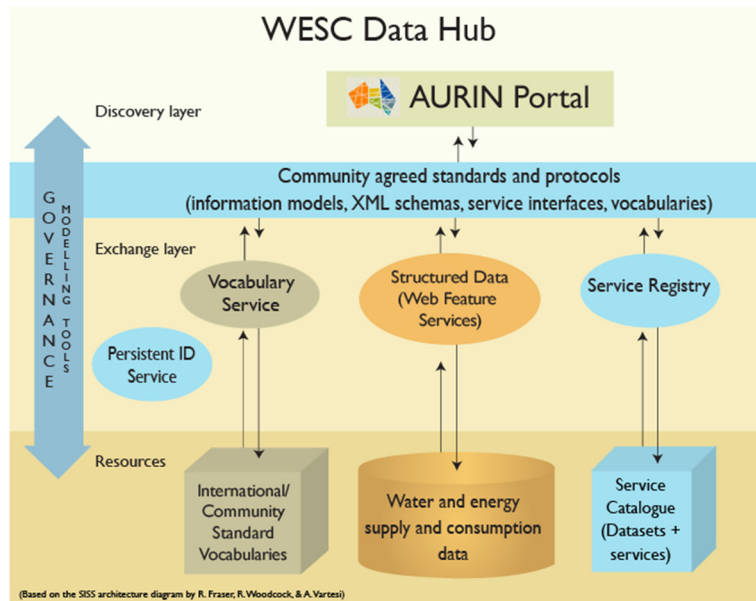 WESC Data Hub
AURIN Portal
Discovery layer
Community agreed standards and protocols
(information models, XML schemas, service interfaces, vocabularies)
GOVERNANCE
MODELLING TOOLS
Exchange layer
Vocabulary
Service
Structured Data
(Web Feature
Services)
Service Registry
Persistent ID
Service
Resources
International/
Community
Standard
Vocabularies
Water and energy
supply and consumption
data
Service
Catalogue
(Datasets +
services)
(Based on the SISS architecture diagram by R. Fraser, R. Woodcock, & A. Vartesi)